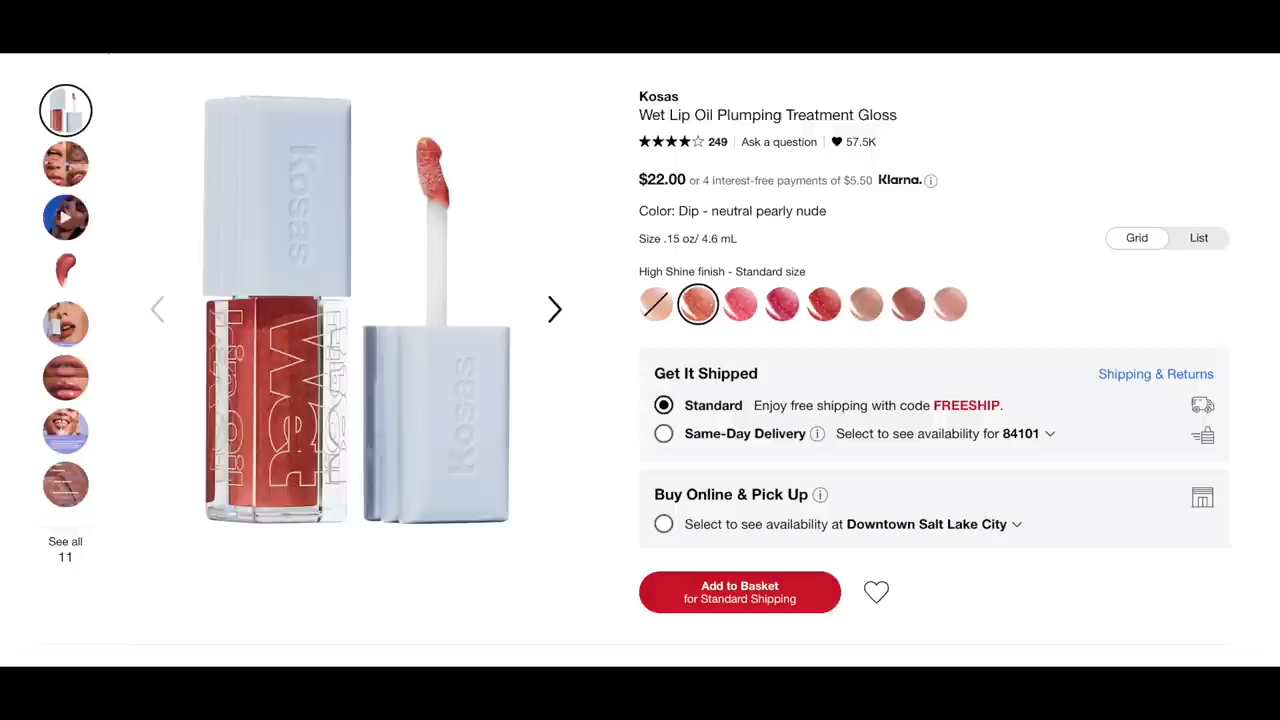 Kosas
Wet Lip Oil Plumping Treatment Gloss
249
Ask a question
57.5K
$22.00 or 4 interest-free payments of $5.50 Klarna.
Color: Dip - neutral pearly nude
Size .15 oz/ 4.6 mL
Grid
List
High Shine finish - Standard size
Get It Shipped
Shipping & Returns
Standard Enjoy free shipping with code FREESHIP.
Same-Day Delivery Select to see availability for 84101
Buy Online & Pick Up
Select to see availability at Downtown Salt Lake City
Add to Basket
for Standard Shipping
See all
11
Kosas
Wet
Lip Oil
Kosas